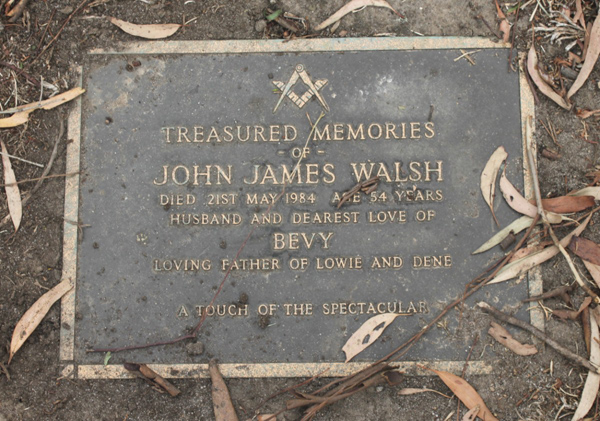 TREASURED MEMORIES
- OF -
JOHN JAMES WALSH
DIED 21ST MAY 1984 AGE 54 YEARS
HUSBAND AND DEAREST LOVE OF
BEVY
LOVING FATHER OF LOWIE AND DENE
A TOUCH OF THE SPECTACULAR